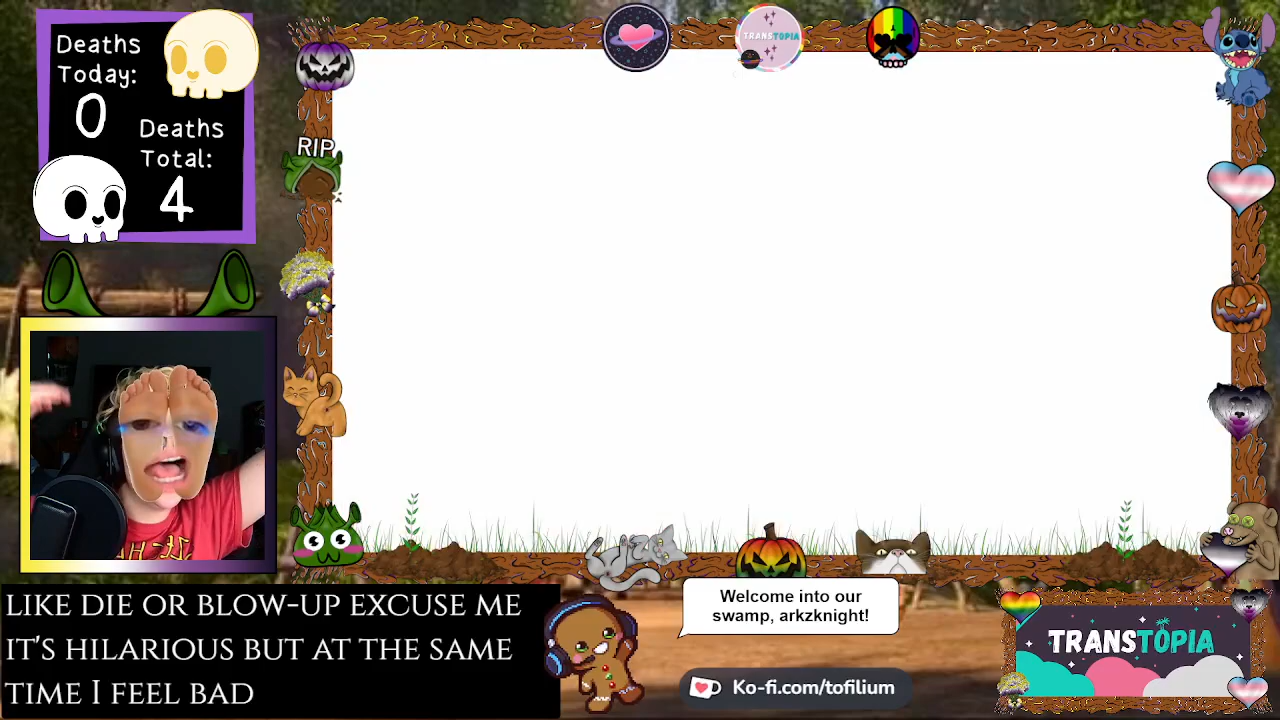 Deaths
Today:
0
Deaths
Total:
4
RIP
TRANSTOPIA
LIKE DIE OR BLOW-UP EXCUSE ME
IT'S HILARIOUS BUT AT THE SAME
TIME I FEEL BAD
Welcome into our
swamp, arkzknight!
Ko-fi.com/tofilium
TRANSTOPIA